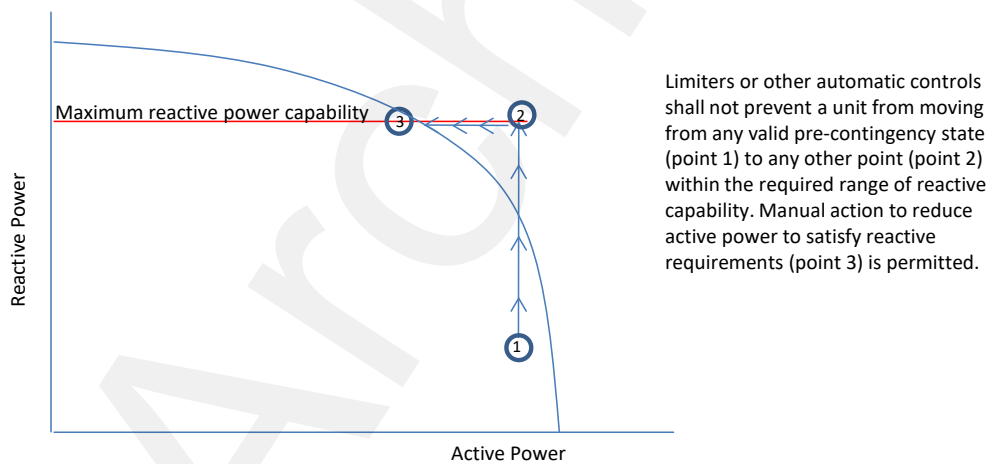 Maximum reactive power capability
3
2
1
Reactive Power
Active Power
Limiters or other automatic controls
shall not prevent a unit from moving
from any valid pre-contingency state
(point 1) to any other point (point 2)
within the required range of reactive
capability. Manual action to reduce
active power to satisfy reactive
requirements (point 3) is permitted.